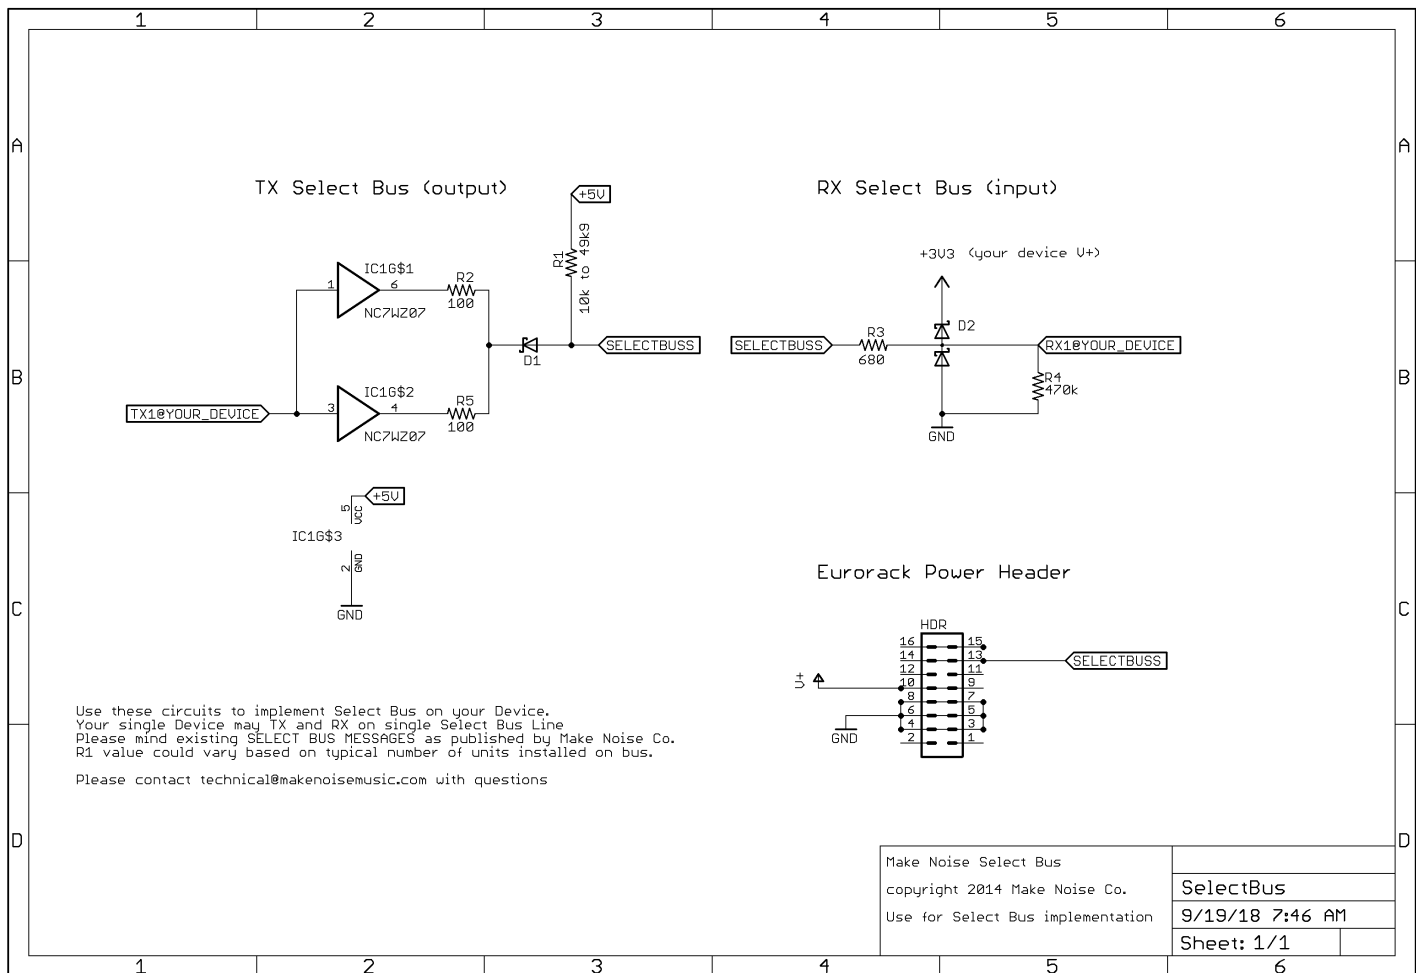 1 2 3 4 5 6
A A
TX Select Bus (output)
RX Select Bus (input)
+5V
R1
10k to 49k9
+3V3 (your device V+)
IC1G$1
1
6
NC7WZ07
R2
100
D1
SELECTBUSS
SELECTBUSS
R3
680
D2
RX1@YOUR_DEVICE
R4
470k
GND
B B
TX1@YOUR_DEVICE
IC1G$2
3
4
NC7WZ07
R5
100
+5V
5
VCC
IC1G$3
2
GND
GND
C C
Eurorack Power Header
HDR
16 15
14 13
12 11
10 9
8 7
6 5
4 3
2 1
SELECTBUSS
V+
GND
Use these circuits to implement Select Bus on your Device.
Your single Device may TX and RX on single Select Bus Line
Please mind existing SELECT BUS MESSAGES as published by Make Noise Co.
R1 value could vary based on typical number of units installed on bus.
Please contact technical@makenoisemusic.com with questions
D D
Make Noise Select Bus
copyright 2014 Make Noise Co.
Use for Select Bus implementation
SelectBus
9/19/18 7:46 AM
Sheet: 1/1
1 2 3 4 5 6